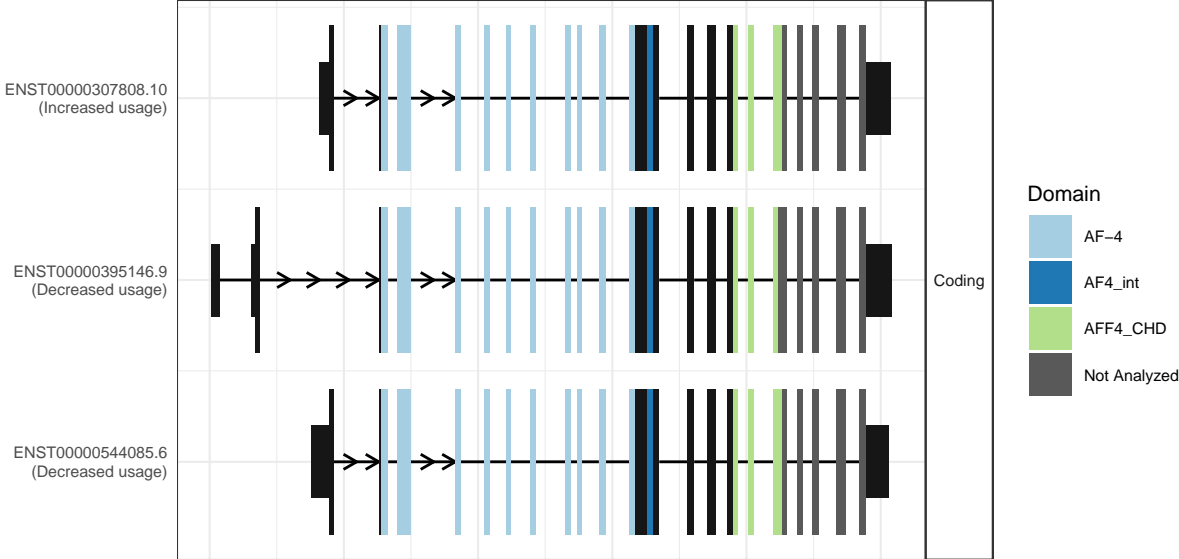 ENST00000307808.10
(Increased usage)
ENST00000395146.9
(Decreased usage)
ENST00000544085.6
(Decreased usage)
Coding
Domain
AF−4
AF4_int
AFF4_CHD
Not Analyzed